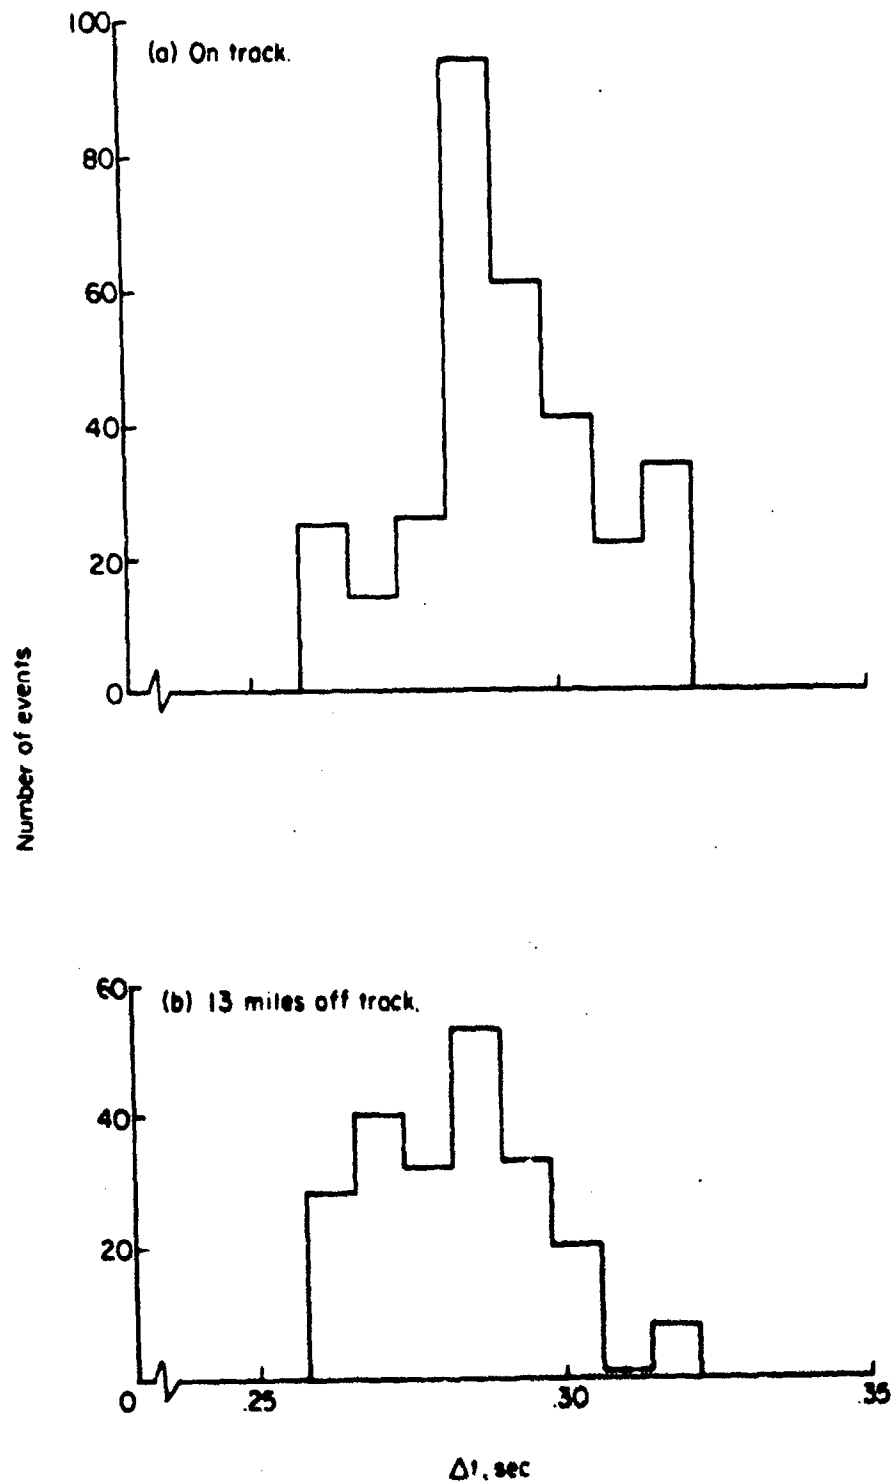 100
(a) On track.
80
60
40
20
0
Number of events
60
(b) 13 miles off track.
40
20
0 .25 .30 .35
Δt, sec